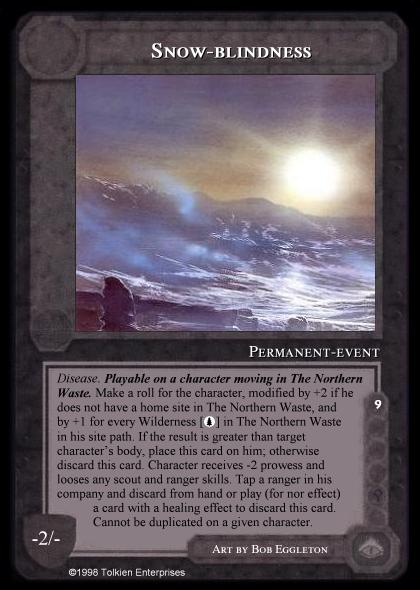 Snow-blindness
Permanent-event
Disease. Playable on a character moving in The Northern
Waste. Make a roll for the character, modified by +2 if he
does not have a home site in The Northern Waste, and
by +1 for every Wilderness [] in The Northern Waste
in his site path. If the result is greater than target
character's body, place this card on him; otherwise
discard this card. Character receives -2 prowess and
looses any scout and ranger skills. Tap a ranger in his
company and discard from hand or play (for nor effect)
a card with a healing effect to discard this card.
Cannot be duplicated on a given character.
9
-2/-
Art by Bob Eggleton
©1998 Tolkien Enterprises